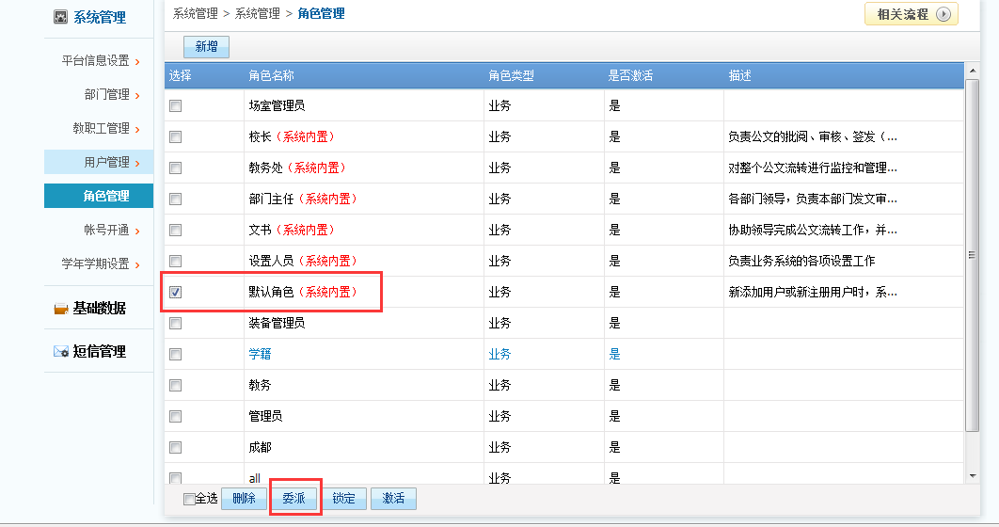 系统管理
平台信息设置
部门管理
教职工管理
用户管理
角色管理
帐号开通
学年学期设置
基础数据
短信管理
系统管理 > 系统管理 > 角色管理
相关流程
新增
选择 角色名称 角色类型 是否激活 描述
场室管理员 业务 是
校长（系统内置） 业务 是 负责公文的批阅、审核、签发（...
教务处（系统内置） 业务 是 对整个公文流转进行监控和管理...
部门主任（系统内置） 业务 是 各部门领导，负责本部门发文审...
文书（系统内置） 业务 是 协助领导完成公文流转工作，并...
设置人员（系统内置） 业务 是 负责业务系统的各项设置工作
默认角色（系统内置） 业务 是 新添加用户或新注册用户时，系...
装备管理员 业务 是
学籍 业务 是
教务 业务 是
管理员 业务 是
成都 业务 是
all 业务 是
全选 删除 委派 锁定 激活